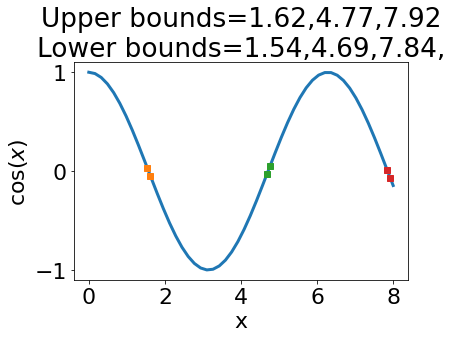 Upper bounds=1.62,4.77,7.92
Lower bounds=1.54,4.69,7.84,
1
0
−1
cos(x)
0 2 4 6 8
x